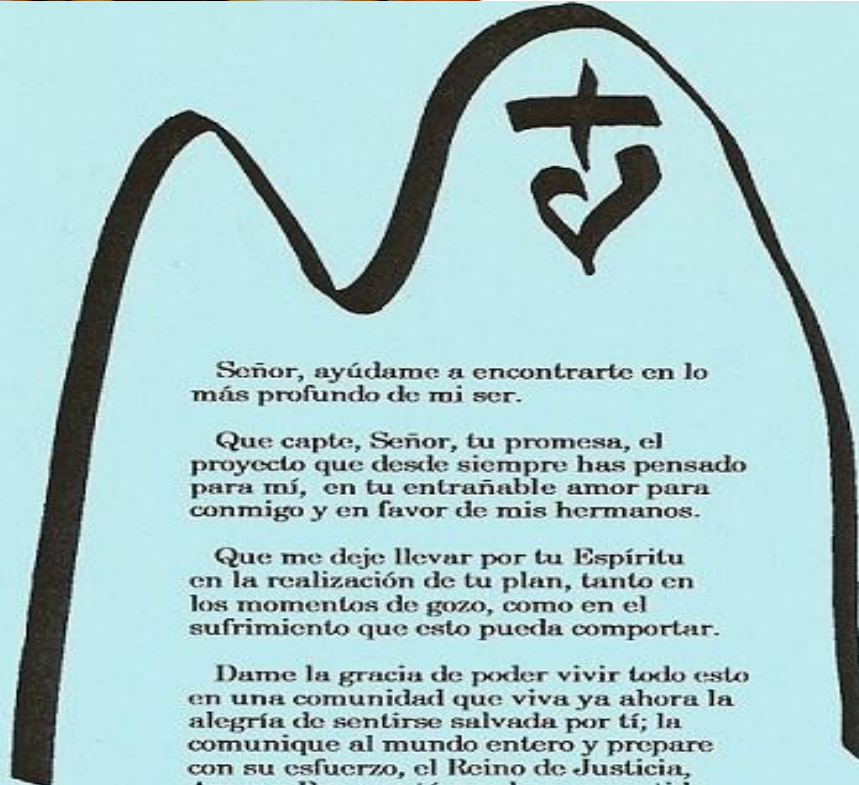 Señor, ayúdame a encontrarte en lo
más profundo de mi ser.
Que capte, Señor, tu promesa, el
proyecto que desde siempre has pensado
para mí, en tu entrañable amor para
conmigo y en favor de mis hermanos.
Que me deje llevar por tu Espíritu
en la realización de tu plan, tanto en
los momentos de gozo, como en el
sufrimiento que esto pueda comportar.
Dame la gracia de poder vivir todo esto
en una comunidad que viva ya ahora la
alegría de sentirse salvada por tí; la
comunique al mundo entero y prepare
con su esfuerzo, el Reino de Justicia,